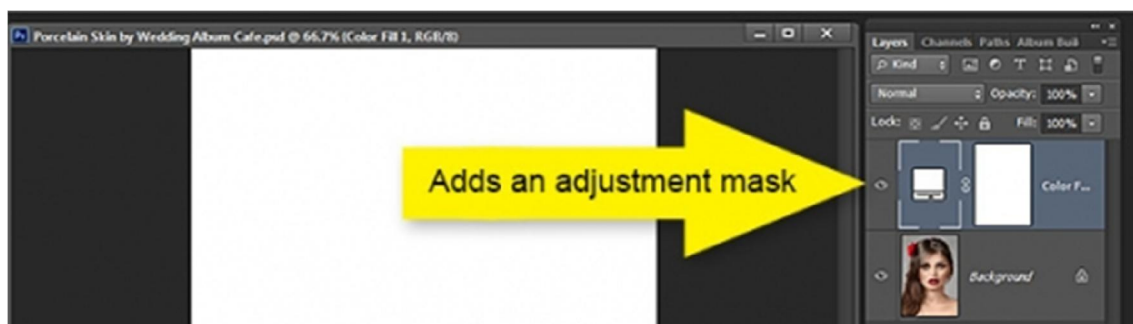 Porcelain Skin by Wedding Album Cafe.psd @ 66.7% (Color Fill 1, RGB/8)
Layers Channels Paths Album Buil
Kind
Normal Opacity: 100%
Lock: Fill: 100%
Adds an adjustment mask
Color F...
Background